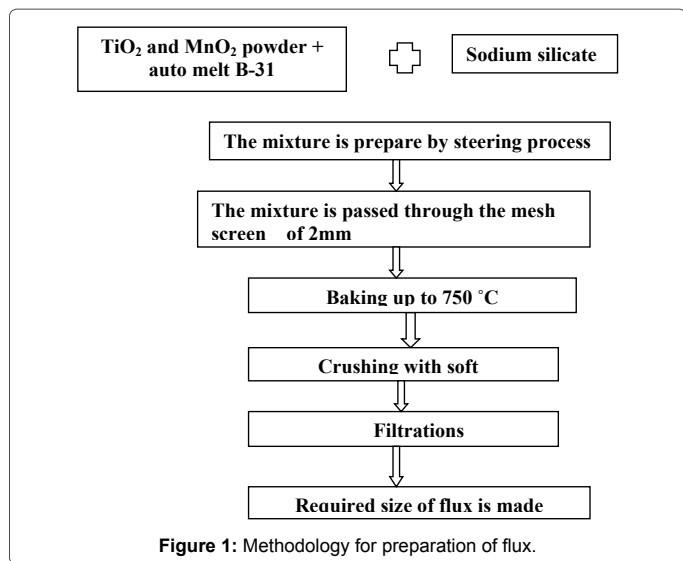 TiO₂ and MnO₂ powder +
auto melt B-31
Sodium silicate
The mixture is prepare by steering process
The mixture is passed through the mesh
screen of 2mm
Baking up to 750 ˚C
Crushing with soft
Filtrations
Required size of flux is made
Figure 1: Methodology for preparation of flux.